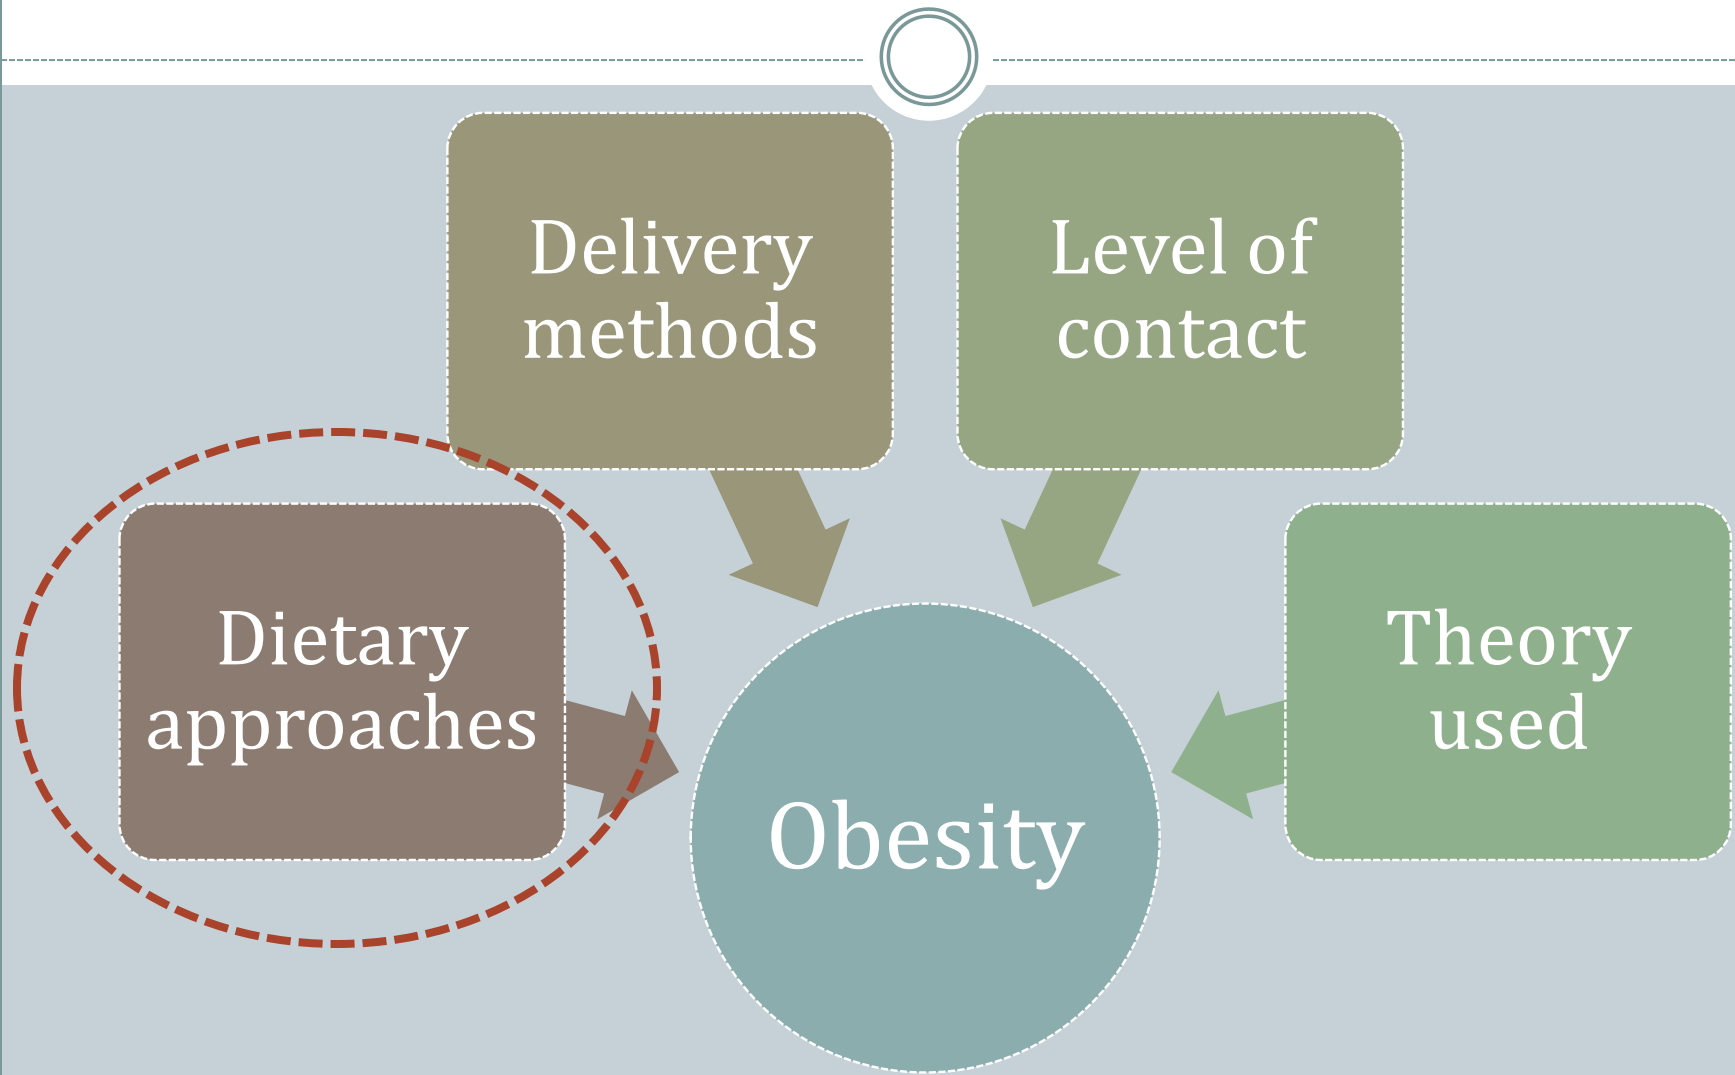 Delivery
methods
Level of
contact
Dietary
approaches
Theory
used
Obesity